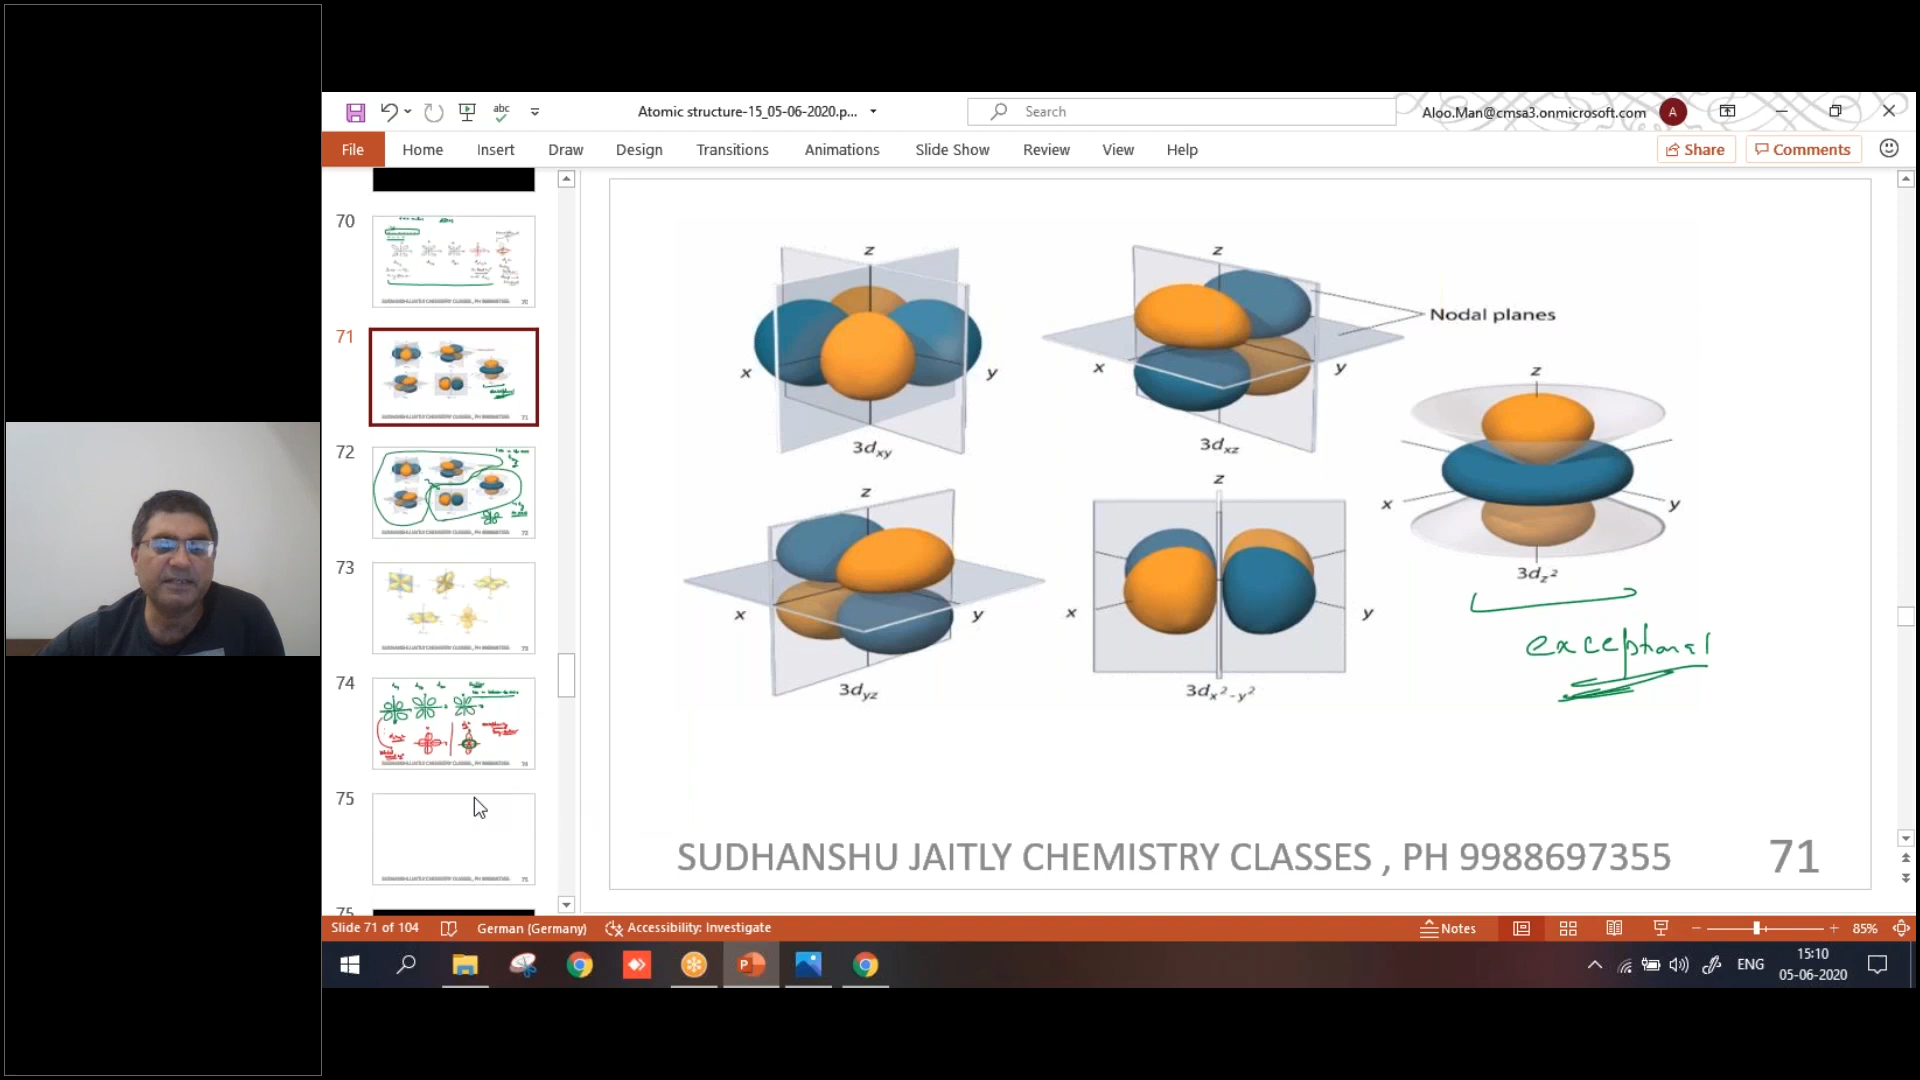 abc
Atomic structure-15_05-06-2020.p...
Search
Aloo.Man@cmsa3.onmicrosoft.com
A
File Home Insert Draw Design Transitions Animations Slide Show Review View Help
Share Comments
70
71
72
73
74
75
z
x
y
3dxy
z
x
y
3dxz
Nodal planes
z
x
y
3dz2
z
x
y
3dyz
z
x
y
3dx2-y2
exceptional
SUDHANSHU JAITLY CHEMISTRY CLASSES , PH 9988697355
71
Slide 71 of 104 German (Germany) Accessibility: Investigate Notes 85%
ENG
15:10
05-06-2020